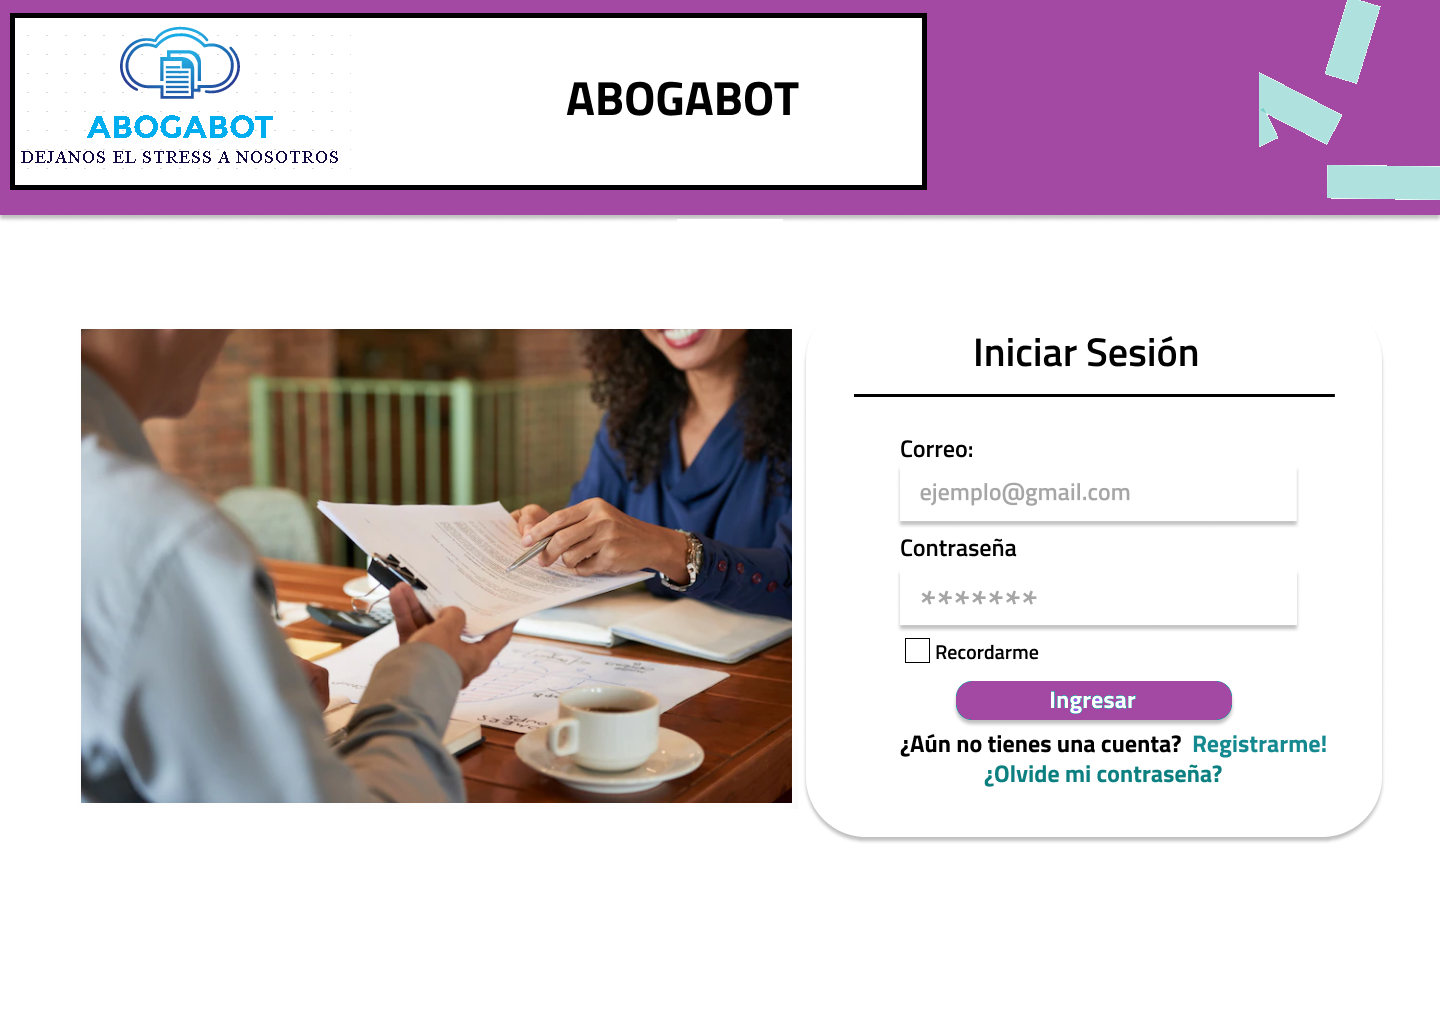 ABOGABOT
DEJANOS EL STRESS A NOSOTROS
ABOGABOT
Iniciar Sesión
Correo:
ejemplo@gmail.com
Contraseña
*******
Recordarme
Ingresar
¿Aún no tienes una cuenta? Registrarme!
¿Olvide mi contraseña?